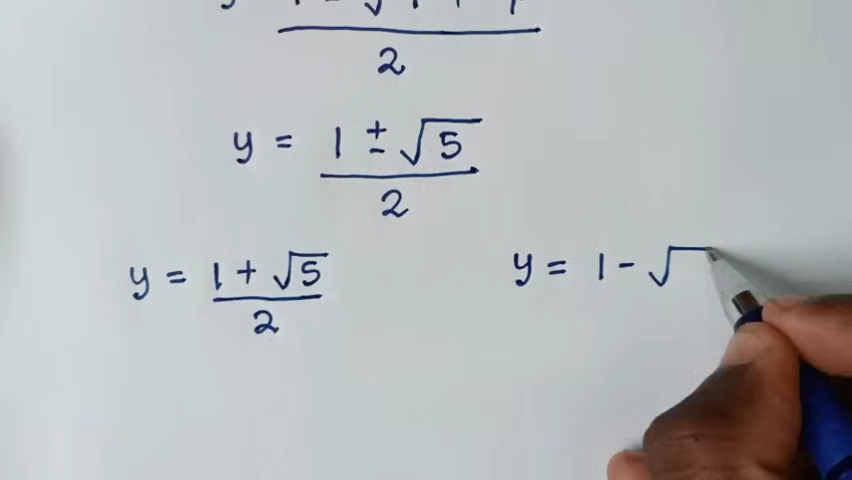 2
y = 1 ± √5
2
y = 1 + √5 y = 1 - √
2